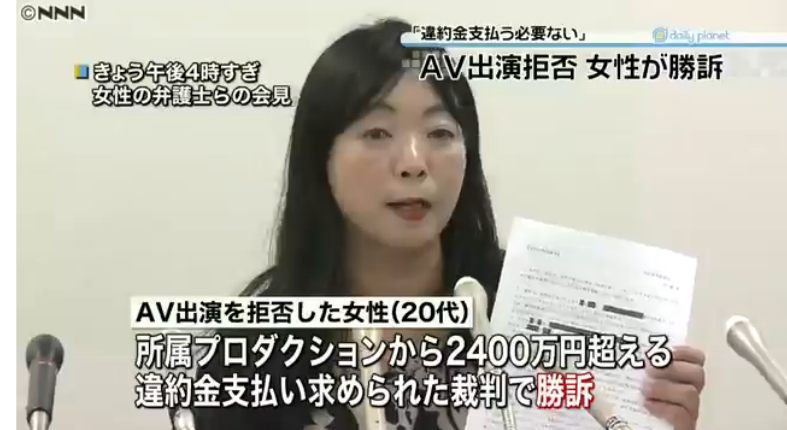 ©NNN
「違約金支払う必要ない」
daily planet
AV出演拒否 女性が勝訴
きょう午後4時すぎ
女性の弁護士らの会見
AV出演を拒否した女性(20代)
所属プロダクションから2400万円超える
違約金支払い求められた裁判で勝訴